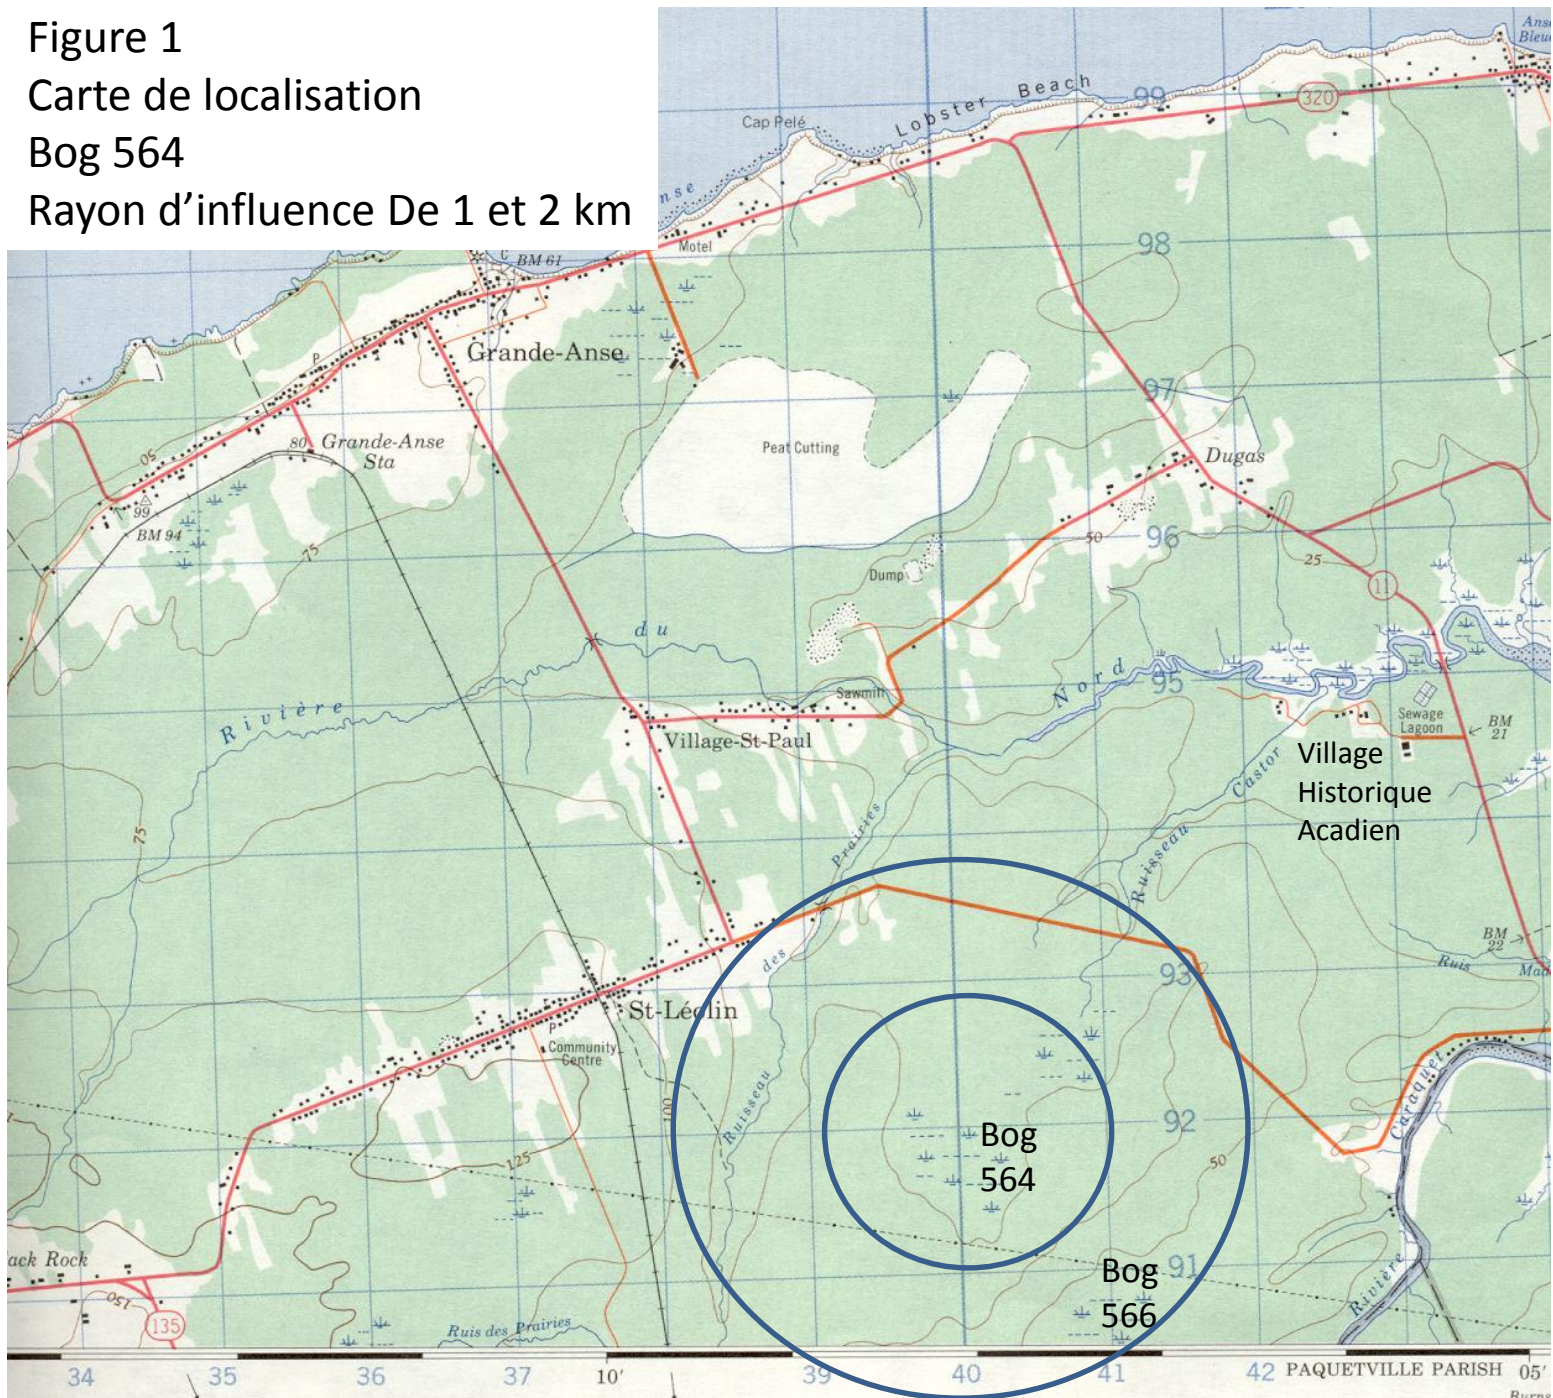 Figure 1
Carte de localisation
Bog 564
Rayon d’influence De 1 et 2 km
Anse
Bleue
Lobster Beach
99
320
Cap Pelé
Motel
98
C
BM 61
Grande-Anse
P
97
Peat Cutting
80
Grande-Anse
Sta
50
Dugas
99
BM 94
75
96
50
Dump
25
11
du
Nord
95
Rivière
Sawmill
Village-St-Paul
Sewage
Lagoon
BM
21
Village
Historique
Acadien
Castor
Ruisseau
Prairies
75
des
BM
22
Ruis
93
St-Léolin
P
Community
Centre
100
Ruisseau
Caraquet
92
Bog
564
125
50
ack Rock
Bog
566
91
150
135
Ruis des Prairies
Rivière
34
35
36
37
10'
39
40
41
42
PAQUETVILLE PARISH
05'